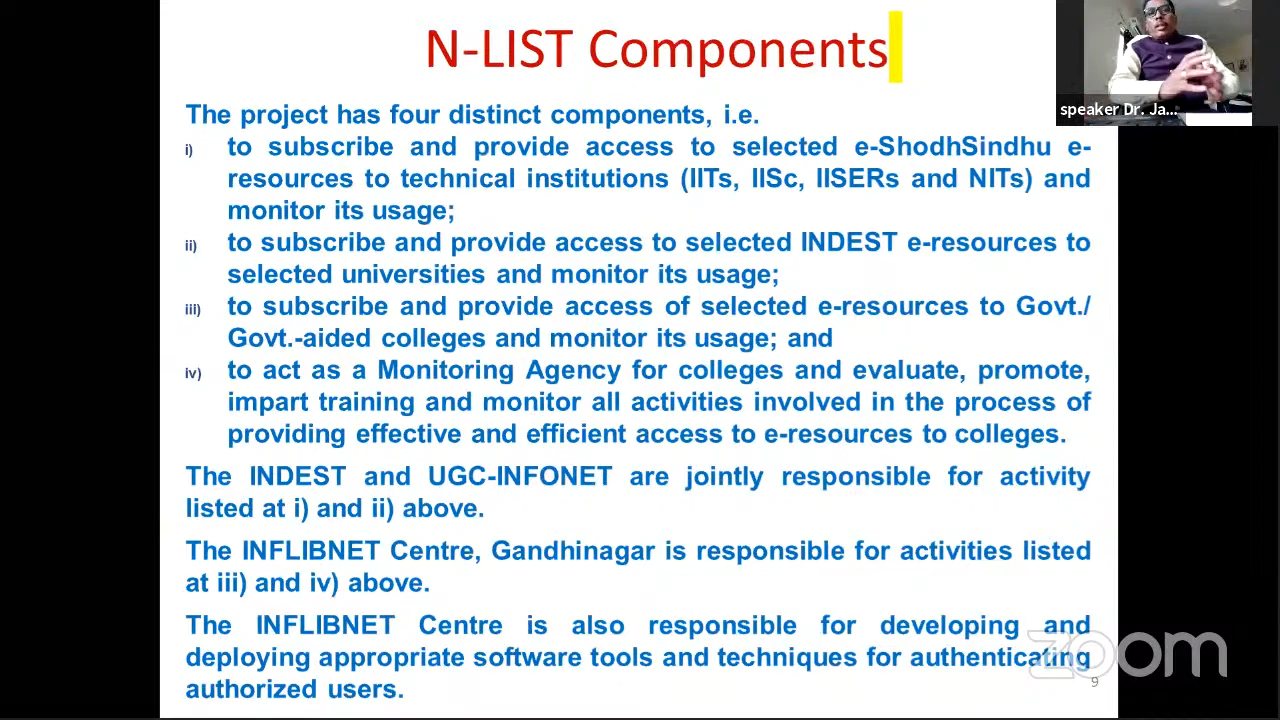 N-LIST Components
speaker Dr. Ja...
The project has four distinct components, i.e.
i) to subscribe and provide access to selected e-ShodhSindhu e-
resources to technical institutions (IITs, IISc, IISERs and NITs) and
monitor its usage;
ii) to subscribe and provide access to selected INDEST e-resources to
selected universities and monitor its usage;
iii) to subscribe and provide access of selected e-resources to Govt./
Govt.-aided colleges and monitor its usage; and
iv) to act as a Monitoring Agency for colleges and evaluate, promote,
impart training and monitor all activities involved in the process of
providing effective and efficient access to e-resources to colleges.
The INDEST and UGC-INFONET are jointly responsible for activity
listed at i) and ii) above.
The INFLIBNET Centre, Gandhinagar is responsible for activities listed
at iii) and iv) above.
The INFLIBNET Centre is also responsible for developing and
deploying appropriate software tools and techniques for authenticating
authorized users.
zoom
9